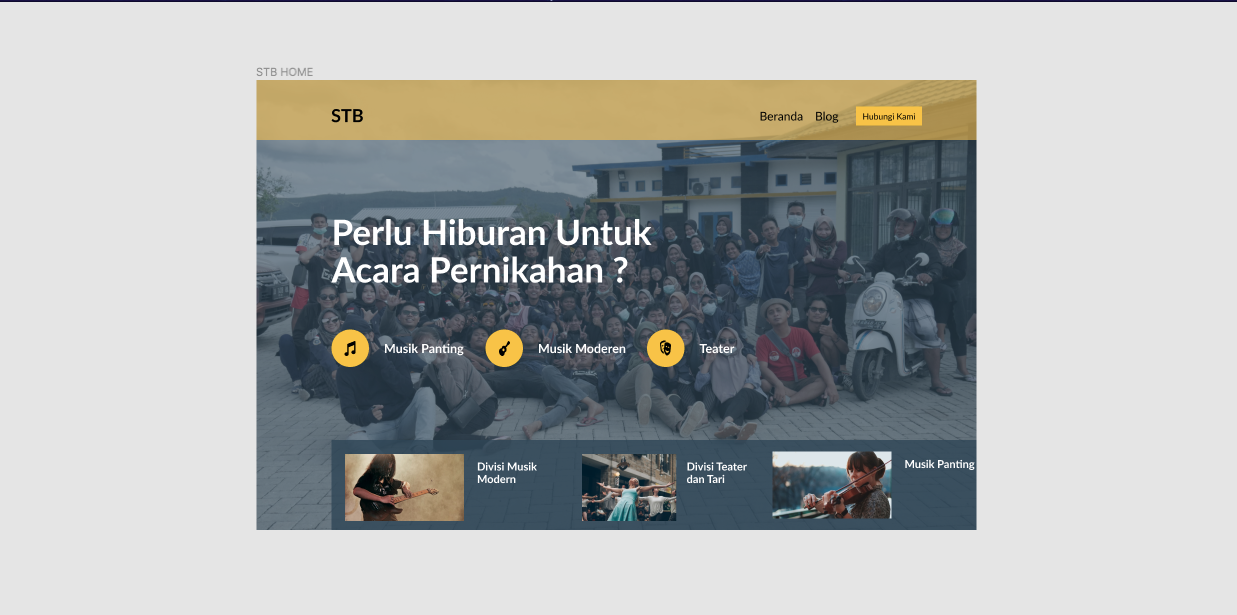 STB HOME
STB
Beranda
Blog
Hubungi Kami
Perlu Hiburan Untuk
Acara Pernikahan ?
Musik Panting
Musik Moderen
Teater
Divisi Musik
Modern
Divisi Teater
dan Tari
Musik Panting